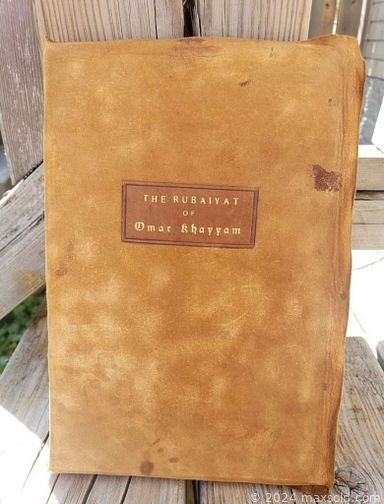 THE RUBAIYAT
OF
Omar Khayyam
© 2024 maxsold.com